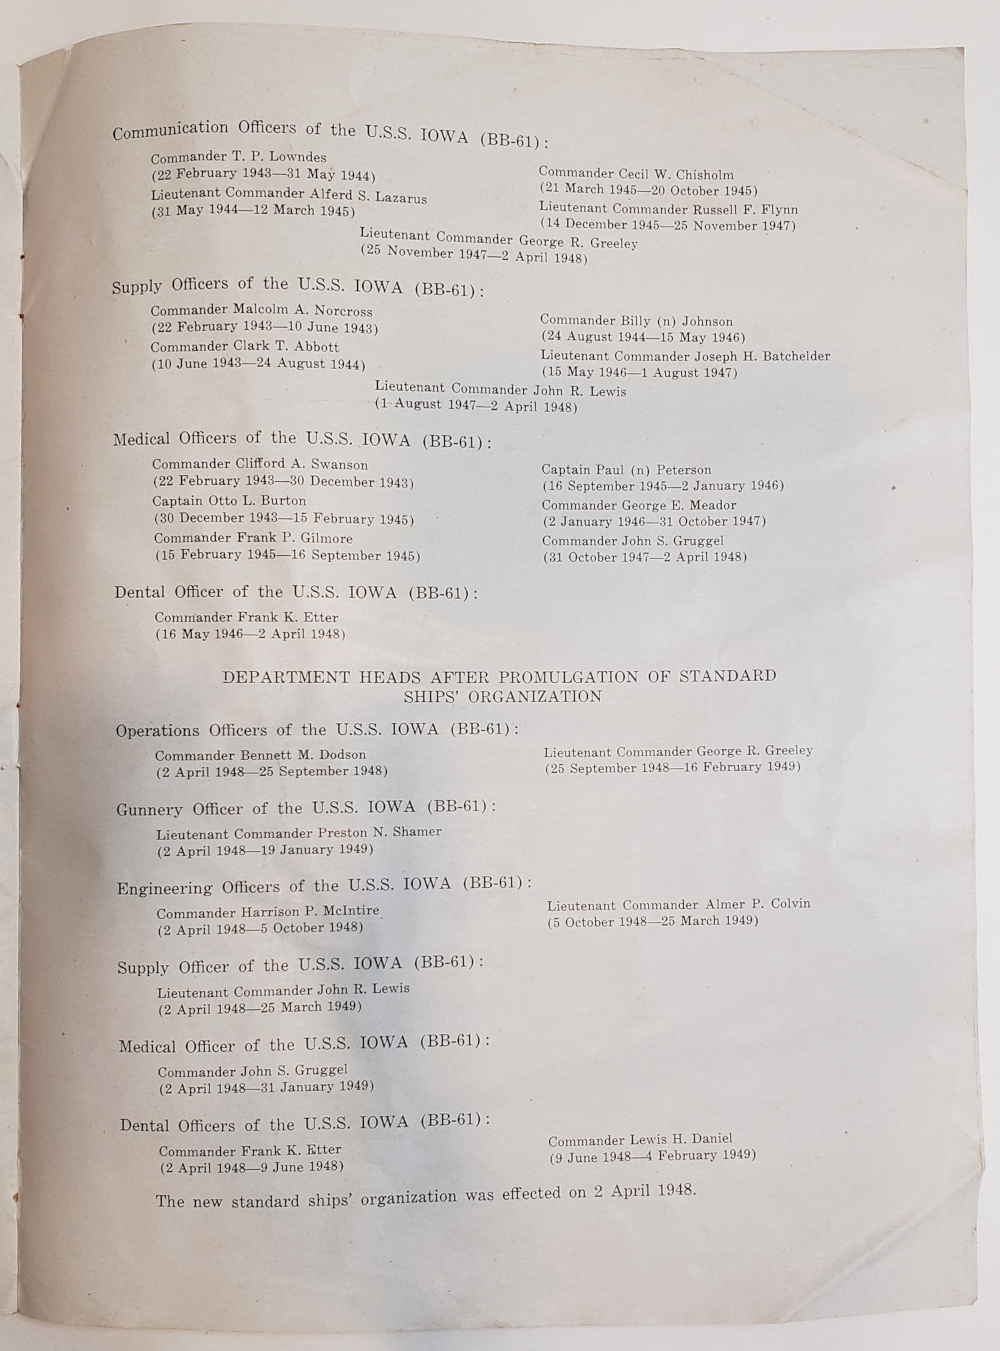 Communication Officers of the U.S.S. IOWA (BB-61):
Commander T. P. Lowndes
(22 February 1943—31 May 1944)
Lieutenant Commander Alferd S. Lazarus
(31 May 1944—12 March 1945)
Commander Cecil W. Chisholm
(21 March 1945—20 October 1945)
Lieutenant Commander Russell F. Flynn
(14 December 1945—25 November 1947)
Lieutenant Commander George R. Greeley
(25 November 1947—2 April 1948)
Supply Officers of the U.S.S. IOWA (BB-61):
Commander Malcolm A. Norcross
(22 February 1943—10 June 1943)
Commander Clark T. Abbott
(10 June 1943—24 August 1944)
Commander Billy (n) Johnson
(24 August 1944—15 May 1946)
Lieutenant Commander Joseph H. Batchelder
(15 May 1946—1 August 1947)
Lieutenant Commander John R. Lewis
(1 August 1947—2 April 1948)
Medical Officers of the U.S.S. IOWA (BB-61):
Commander Clifford A. Swanson
(22 February 1943—30 December 1943)
Captain Otto L. Burton
(30 December 1943—15 February 1945)
Commander Frank P. Gilmore
(15 February 1945—16 September 1945)
Captain Paul (n) Peterson
(16 September 1945—2 January 1946)
Commander George E. Meador
(2 January 1946—31 October 1947)
Commander John S. Gruggel
(31 October 1947—2 April 1948)
Dental Officer of the U.S.S. IOWA (BB-61):
Commander Frank K. Etter
(16 May 1946—2 April 1948)
DEPARTMENT HEADS AFTER PROMULGATION OF STANDARD
SHIPS' ORGANIZATION
Operations Officers of the U.S.S. IOWA (BB-61):
Commander Bennett M. Dodson
(2 April 1948—25 September 1948)
Lieutenant Commander George R. Greeley
(25 September 1948—16 February 1949)
Gunnery Officer of the U.S.S. IOWA (BB-61):
Lieutenant Commander Preston N. Shamer
(2 April 1948—19 January 1949)
Engineering Officers of the U.S.S. IOWA (BB-61):
Commander Harrison P. McIntire
(2 April 1948—5 October 1948)
Lieutenant Commander Almer P. Colvin
(5 October 1948—25 March 1949)
Supply Officer of the U.S.S. IOWA (BB-61):
Lieutenant Commander John R. Lewis
(2 April 1948—25 March 1949)
Medical Officer of the U.S.S. IOWA (BB-61):
Commander John S. Gruggel
(2 April 1948—31 January 1949)
Dental Officers of the U.S.S. IOWA (BB-61):
Commander Frank K. Etter
(2 April 1948—9 June 1948)
Commander Lewis H. Daniel
(9 June 1948—4 February 1949)
The new standard ships' organization was effected on 2 April 1948.